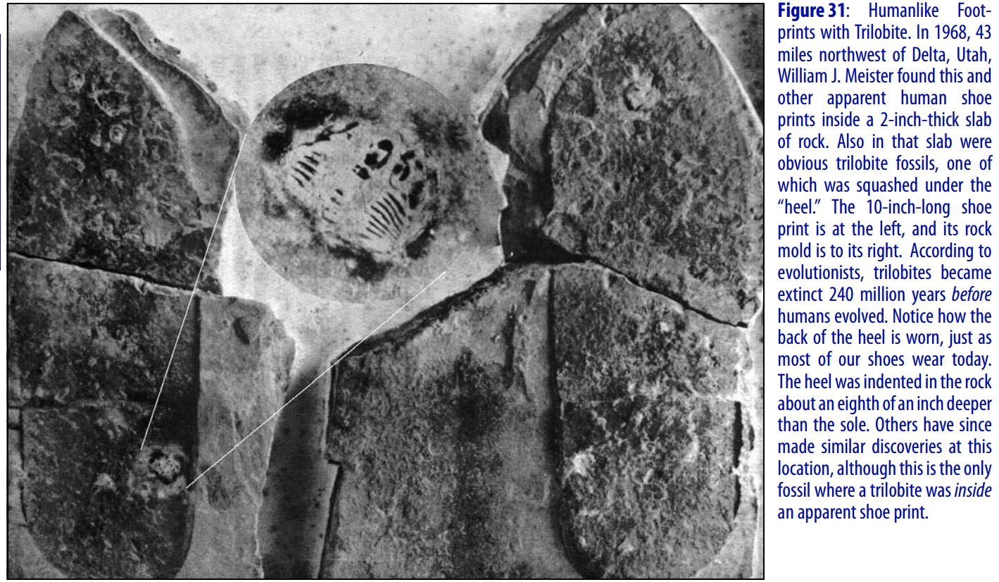 Figure 31: Humanlike Foot-
prints with Trilobite. In 1968, 43
miles northwest of Delta, Utah,
William J. Meister found this and
other apparent human shoe
prints inside a 2-inch-thick slab
of rock. Also in that slab were
obvious trilobite fossils, one of
which was squashed under the
“heel.” The 10-inch-long shoe
print is at the left, and its rock
mold is to its right. According to
evolutionists, trilobites became
extinct 240 million years before
humans evolved. Notice how the
back of the heel is worn, just as
most of our shoes wear today.
The heel was indented in the rock
about an eighth of an inch deeper
than the sole. Others have since
made similar discoveries at this
location, although this is the only
fossil where a trilobite was inside
an apparent shoe print.